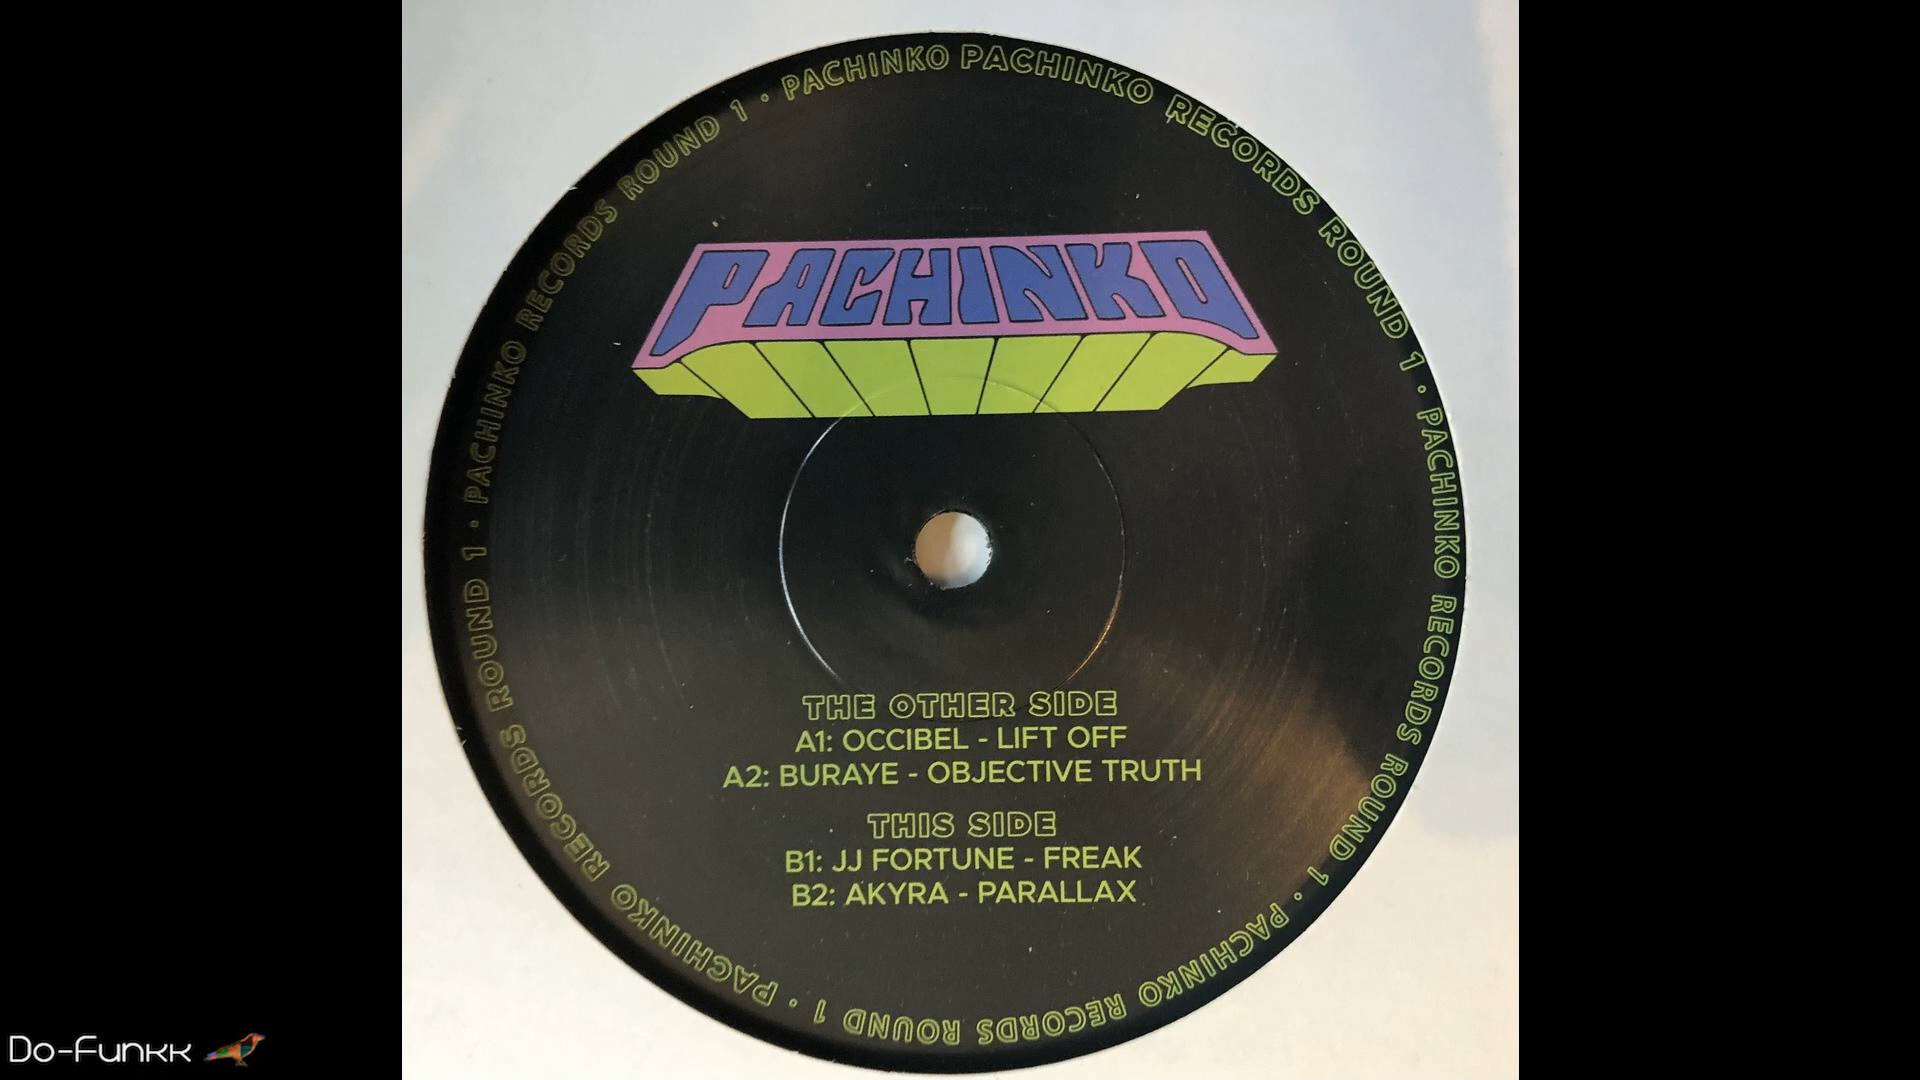 PACHINKO PACHINKO RECORDS ROUND 1 • PACHINKO RECORDS ROUND 1 • PACHINKO RECORDS ROUND 1 • PACHINKO RECORDS ROUND 1 • PACHINKO RECORDS ROUND 1 •
PACHINKO
THE OTHER SIDE
A1: OCCIBEL - LIFT OFF
A2: BURAYE - OBJECTIVE TRUTH
THIS SIDE
B1: JJ FORTUNE - FREAK
B2: AKYRA - PARALLAX
Do-Funkk